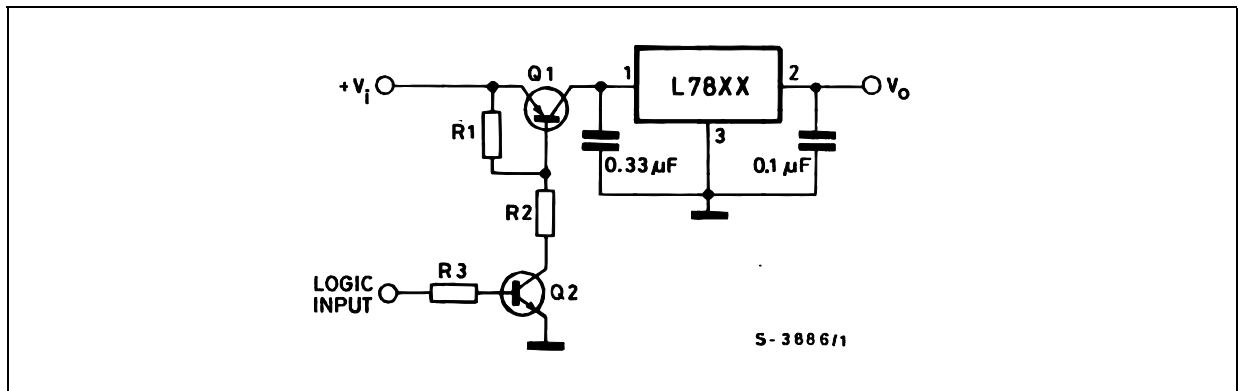 Q1
1
L78XX
2
+Vi
Vo
R1
3
0.33μF
0.1μF
R2
R3
LOGIC
INPUT
Q2
S-3886/1